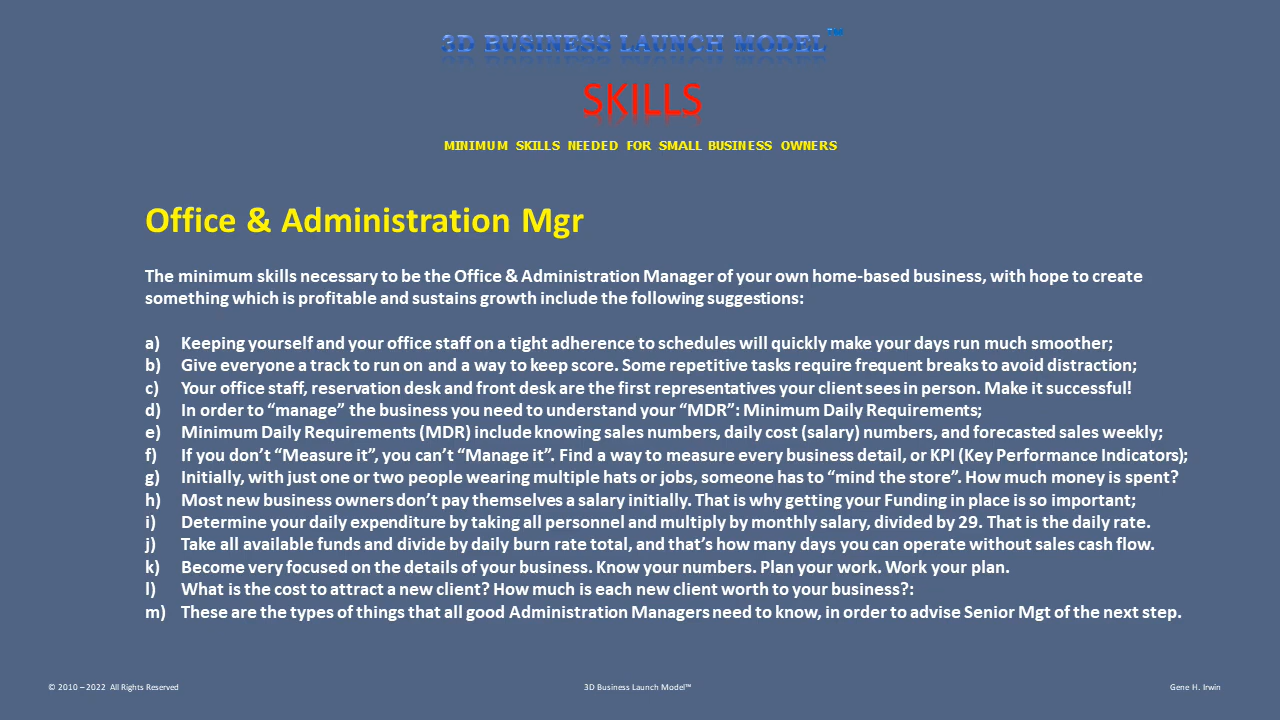 3D BUSINESS LAUNCH MODEL™
SKILLS
MINIMUM SKILLS NEEDED FOR SMALL BUSINESS OWNERS
Office & Administration Mgr
The minimum skills necessary to be the Office & Administration Manager of your own home-based business, with hope to create
something which is profitable and sustains growth include the following suggestions:
a) Keeping yourself and your office staff on a tight adherence to schedules will quickly make your days run much smoother;
b) Give everyone a track to run on and a way to keep score. Some repetitive tasks require frequent breaks to avoid distraction;
c) Your office staff, reservation desk and front desk are the first representatives your client sees in person. Make it successful!
d) In order to “manage” the business you need to understand your “MDR”: Minimum Daily Requirements;
e) Minimum Daily Requirements (MDR) include knowing sales numbers, daily cost (salary) numbers, and forecasted sales weekly;
f) If you don’t “Measure it”, you can’t “Manage it”. Find a way to measure every business detail, or KPI (Key Performance Indicators);
g) Initially, with just one or two people wearing multiple hats or jobs, someone has to “mind the store”. How much money is spent?
h) Most new business owners don’t pay themselves a salary initially. That is why getting your Funding in place is so important;
i) Determine your daily expenditure by taking all personnel and multiply by monthly salary, divided by 29. That is the daily rate.
j) Take all available funds and divide by daily burn rate total, and that’s how many days you can operate without sales cash flow.
k) Become very focused on the details of your business. Know your numbers. Plan your work. Work your plan.
l) What is the cost to attract a new client? How much is each new client worth to your business?:
m) These are the types of things that all good Administration Managers need to know, in order to advise Senior Mgt of the next step.
© 2010 – 2022 All Rights Reserved
3D Business Launch Model™
Gene H. Irwin